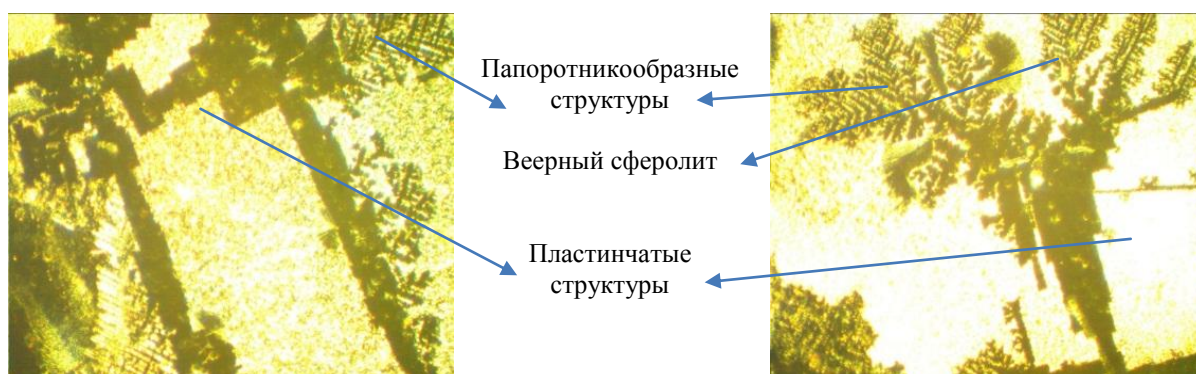 Папоротникообразные
структуры
Веерный сферолит
Пластинчатые
структуры